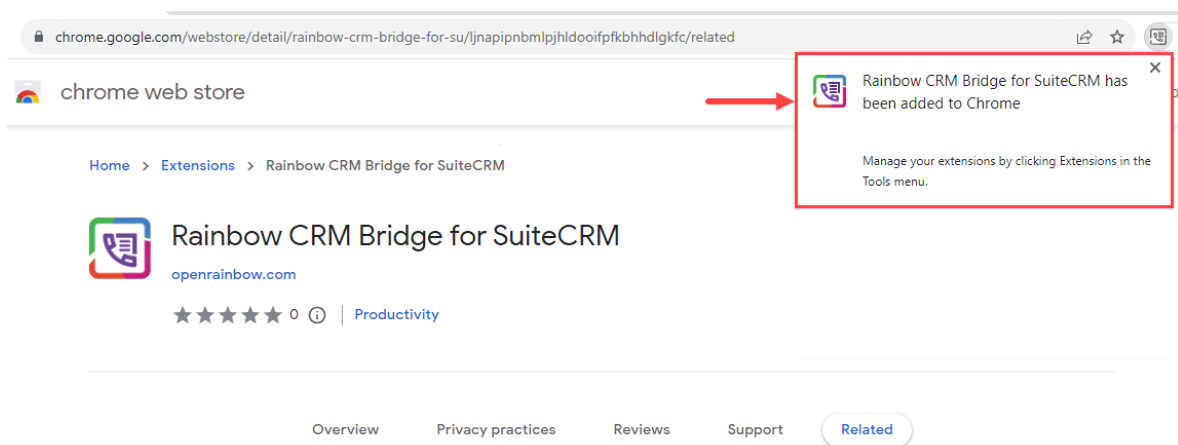 chrome.google.com/webstore/detail/rainbow-crm-bridge-for-su/ljnapipnbmlpjhldooifpfkbhhdlgkfc/related
chrome web store
Rainbow CRM Bridge for SuiteCRM has
been added to Chrome
Manage your extensions by clicking Extensions in the
Tools menu.
Home > Extensions > Rainbow CRM Bridge for SuiteCRM
Rainbow CRM Bridge for SuiteCRM
openrainbow.com
0 | Productivity
Overview Privacy practices Reviews Support Related